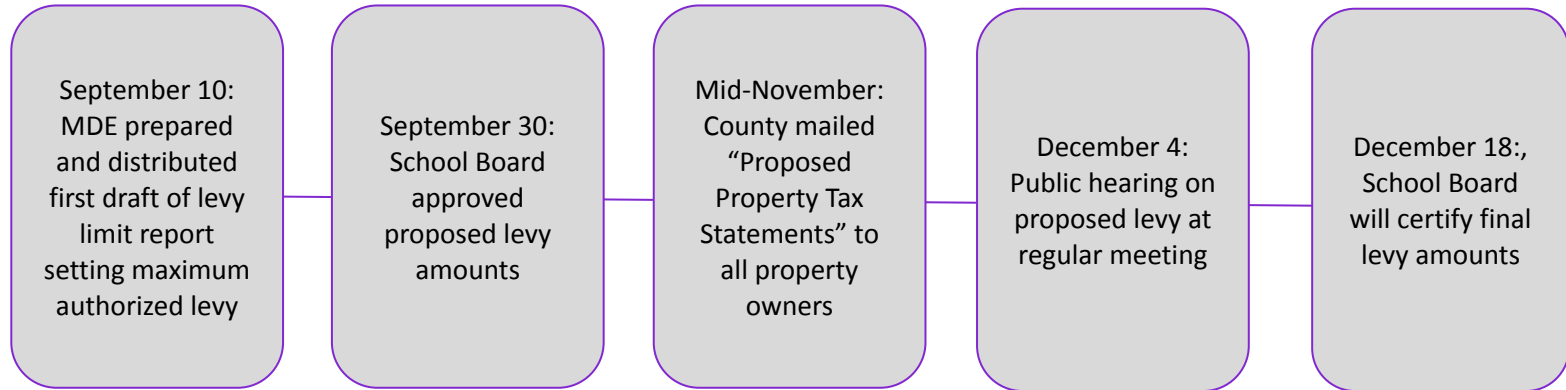 September 10:
MDE prepared
and distributed
first draft of levy
limit report
setting maximum
authorized levy
September 30:
School Board
approved
proposed levy
amounts
Mid-November:
County mailed
“Proposed
Property Tax
Statements” to
all property
owners
December 4:
Public hearing on
proposed levy at
regular meeting
December 18:,
School Board
will certify final
levy amounts